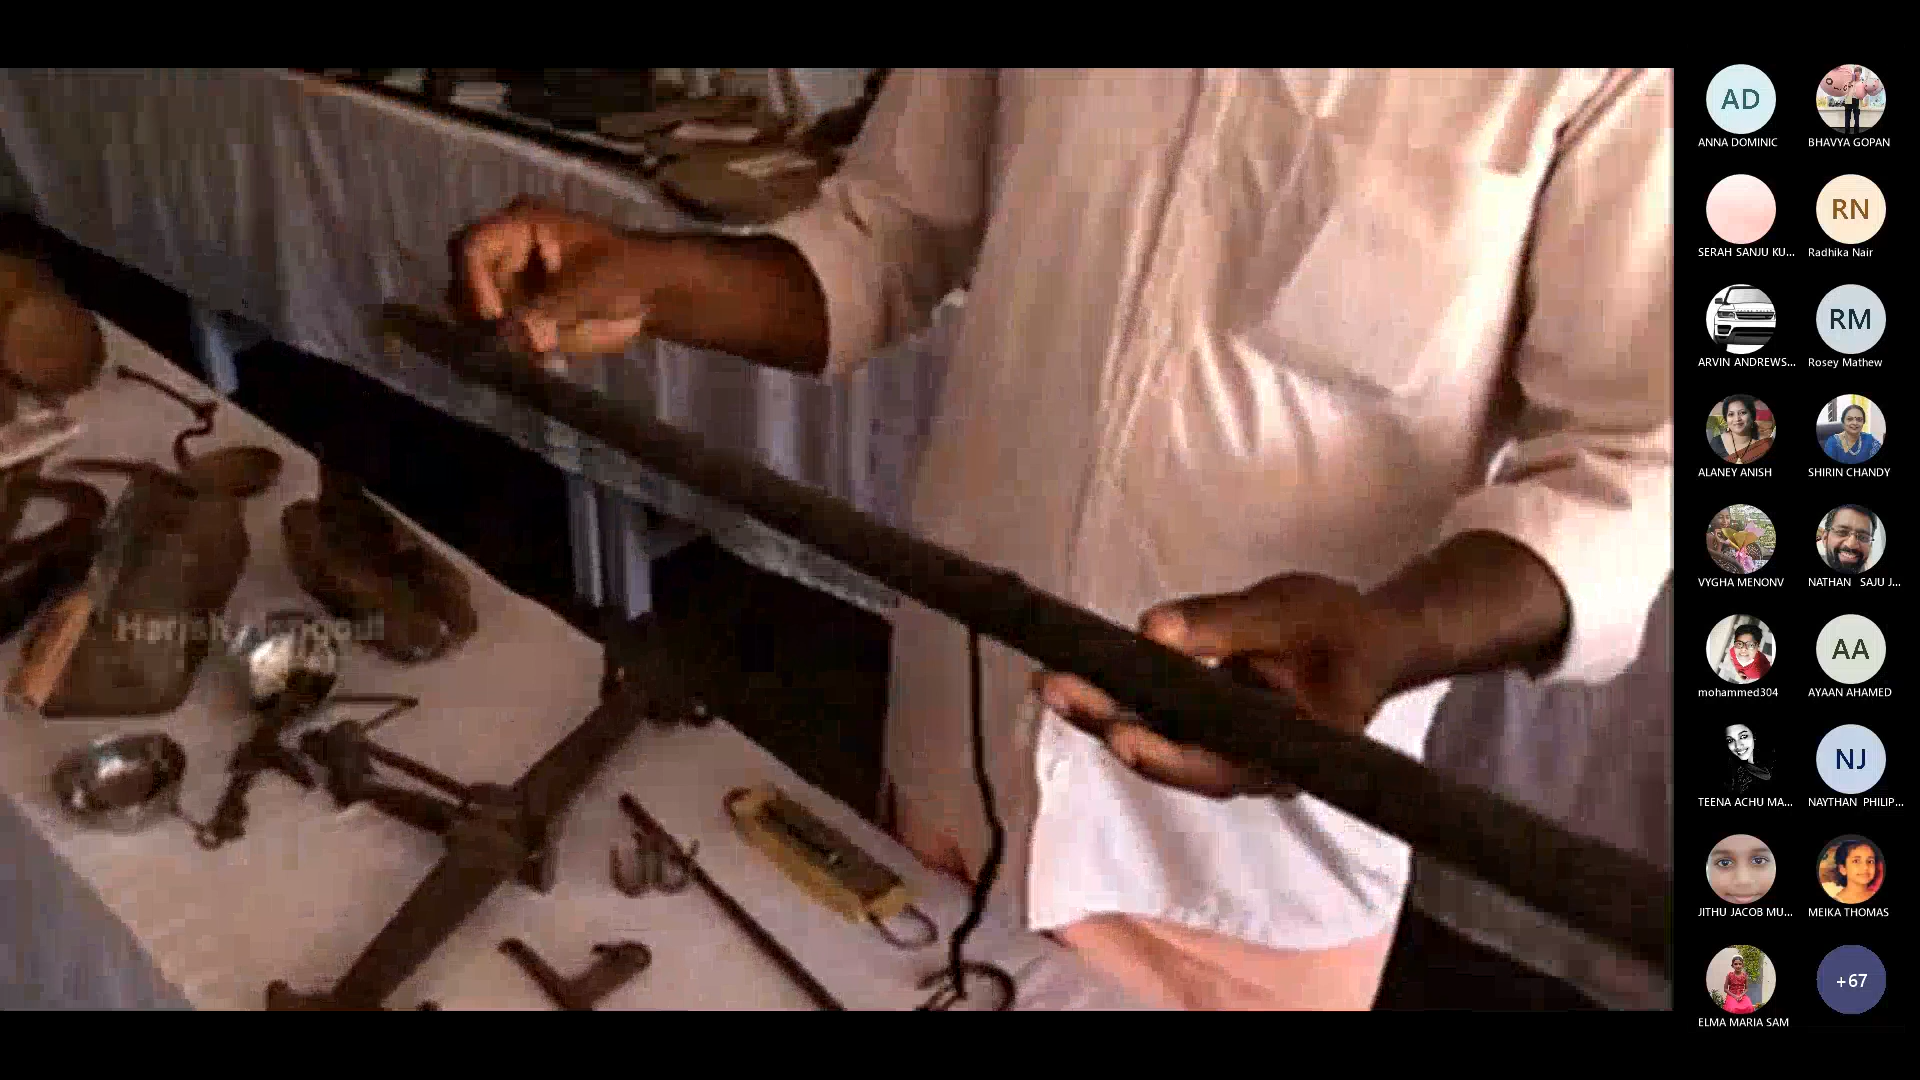 AD
ANNA DOMINIC
BHAVYA GOPAN
SERAH SANJU KU...
RN
Radhika Nair
ARVIN ANDREWS...
RM
Rosey Mathew
ALANEY ANISH
SHIRIN CHANDY
VYGHA MENONV
NATHAN SAJU J...
mohammed304
AA
AYAAN AHAMED
TEENA ACHU MA...
NJ
NAYTHAN PHILIP...
JITHU JACOB MU...
MEIKA THOMAS
ELMA MARIA SAM
+67